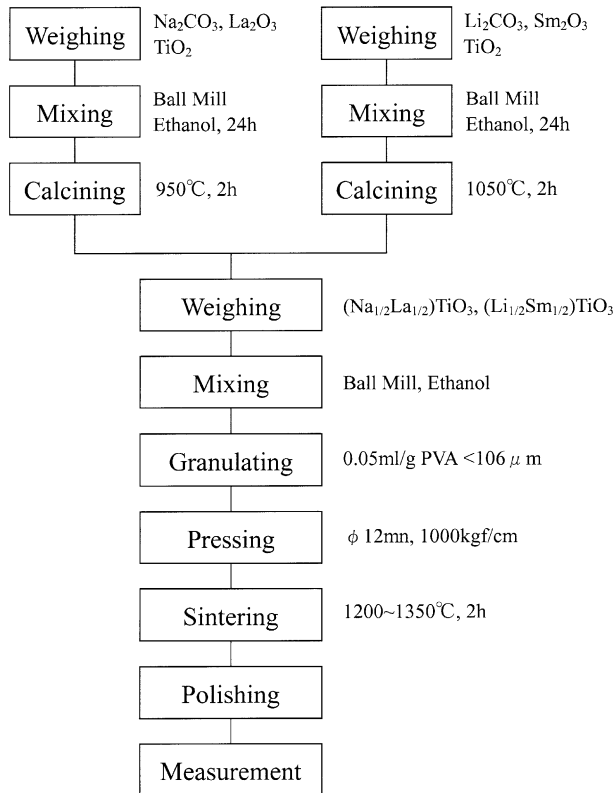 Weighing
Na₂CO₃, La₂O₃
TiO₂
Mixing
Ball Mill
Ethanol, 24h
Calcining
950℃, 2h
Weighing
Li₂CO₃, Sm₂O₃
TiO₂
Mixing
Ball Mill
Ethanol, 24h
Calcining
1050℃, 2h
Weighing
(Na₁/₂La₁/₂)TiO₃, (Li₁/₂Sm₁/₂)TiO₃
Mixing
Ball Mill, Ethanol
Granulating
0.05ml/g PVA <106 μ m
Pressing
ϕ 12mn, 1000kgf/cm
Sintering
1200~1350℃, 2h
Polishing
Measurement